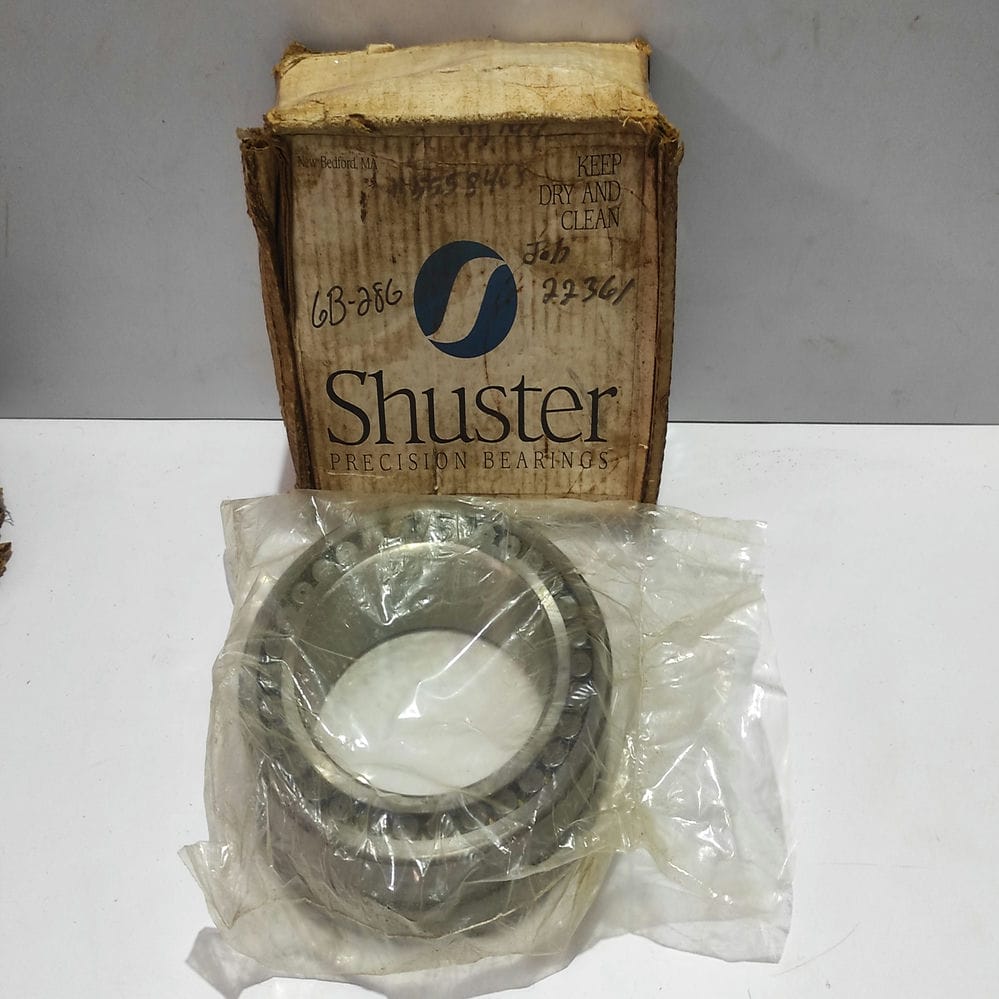 New Bedford, MA
KEEP
DRY AND
CLEAN
Job
6B-286
22361
Shuster
PRECISION BEARINGS